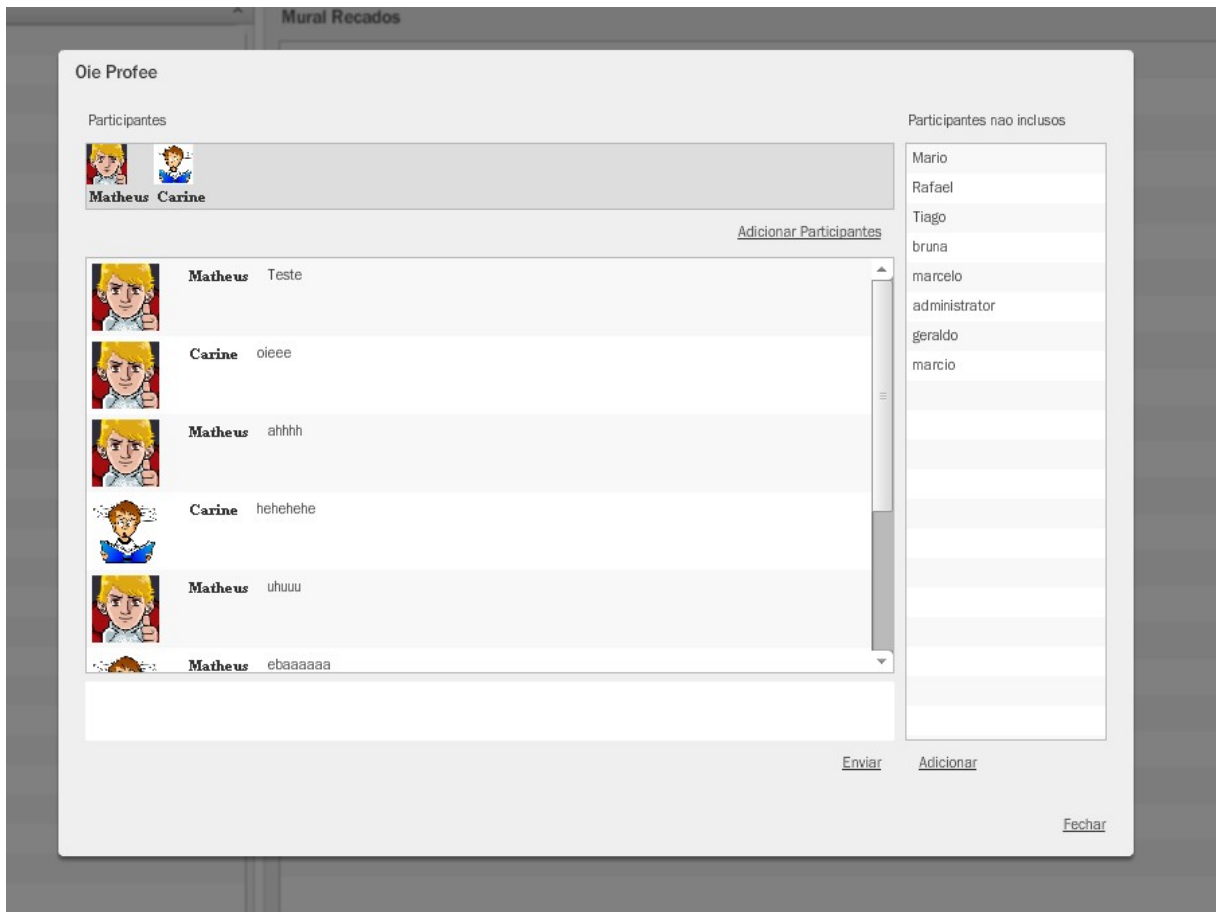 Mural Recados
Oie Profee
Participantes
Matheus Carine
Adicionar Participantes
Matheus Teste
Carine oieee
Matheus ahhhh
Carine hehehehe
Matheus uhuuu
Matheus ebaaaaaa
Enviar
Participantes nao inclusos
Mario
Rafael
Tiago
bruna
marcelo
administrator
geraldo
marcio
Adicionar
Fechar